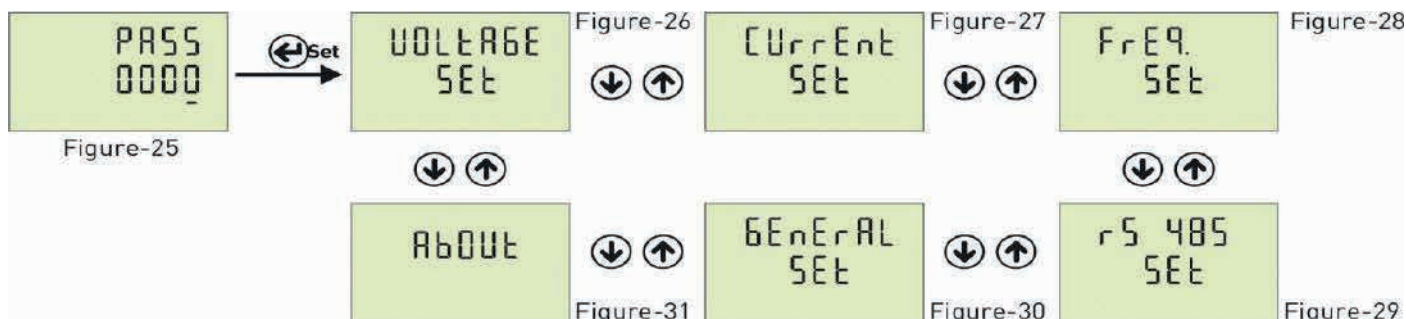 PASS
0000
Set
Figure-25
VOLtAGE
SEt
Figure-26
CUrrEnt
SEt
Figure-27
FrEq.
SEt
Figure-28
AbOUt
Figure-31
GEnErAL
SEt
Figure-30
rS 485
SEt
Figure-29